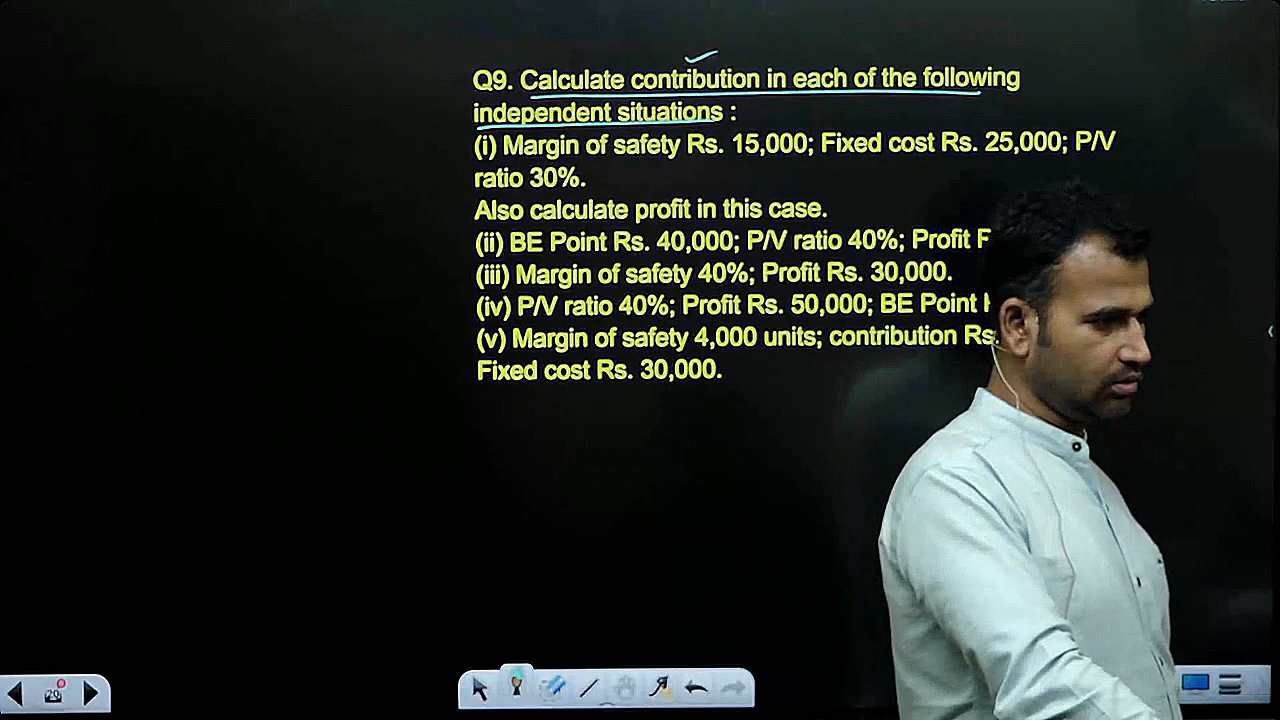 Q9. Calculate contribution in each of the following
independent situations :
(i) Margin of safety Rs. 15,000; Fixed cost Rs. 25,000; P/V
ratio 30%.
Also calculate profit in this case.
(ii) BE Point Rs. 40,000; P/V ratio 40%; Profit
(iii) Margin of safety 40%; Profit Rs. 30,000.
(iv) P/V ratio 40%; Profit Rs. 50,000; BE Point
(v) Margin of safety 4,000 units; contribution Rs.
Fixed cost Rs. 30,000.
20